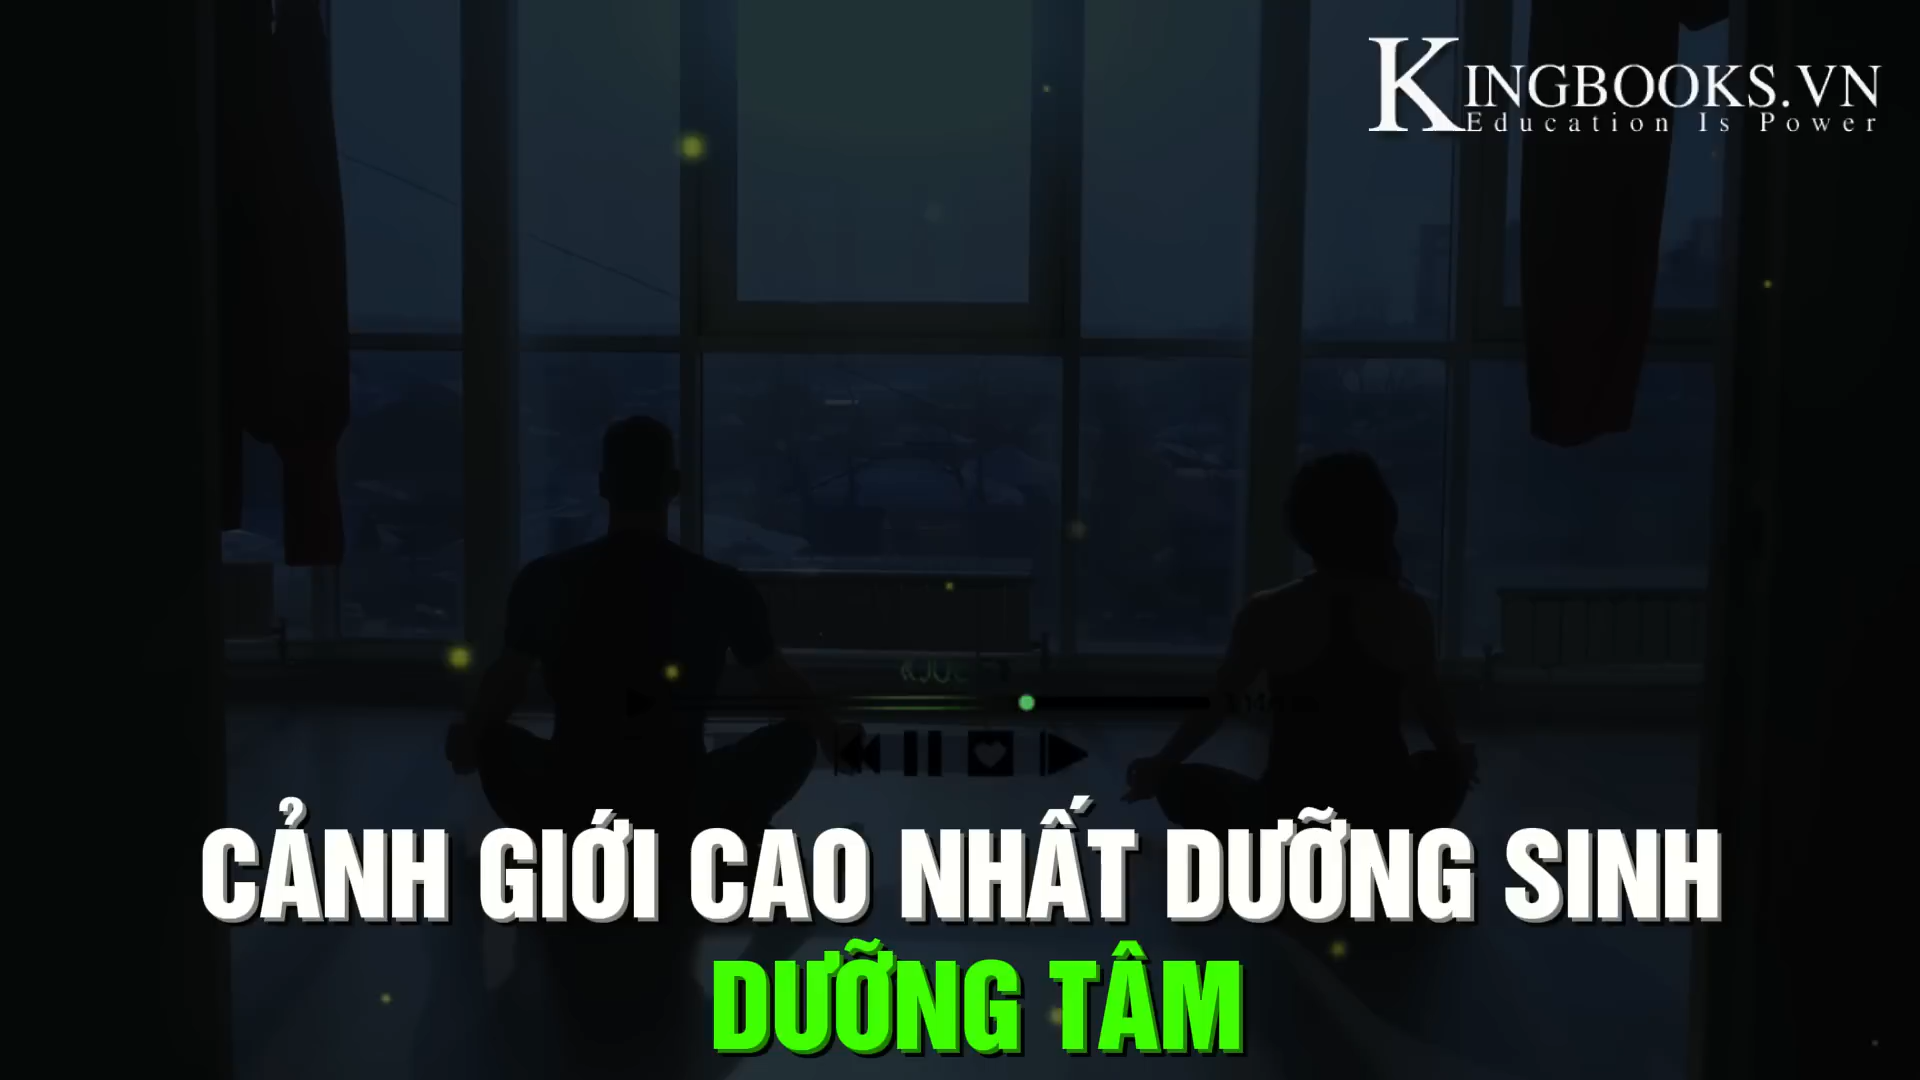 KINGBOOKS.VN
Education Is Power
CẢNH GIỚI CAO NHẤT DƯỠNG SINH
DƯỠNG TÂM